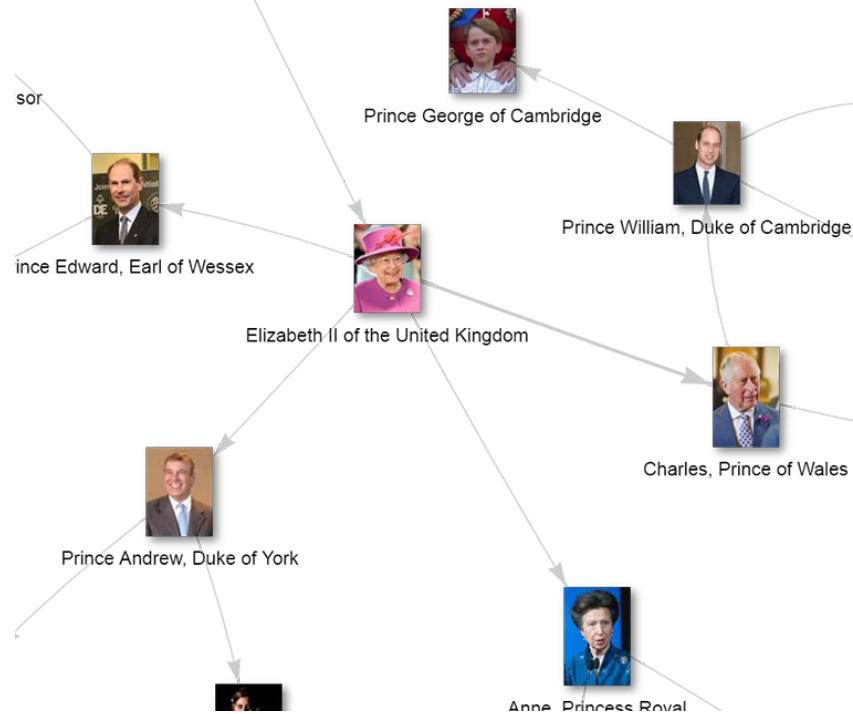 sor
Prince George of Cambridge
Prince William, Duke of Cambridge
ince Edward, Earl of Wessex
Elizabeth II of the United Kingdom
Charles, Prince of Wales
Prince Andrew, Duke of York
Anne, Princess Royal